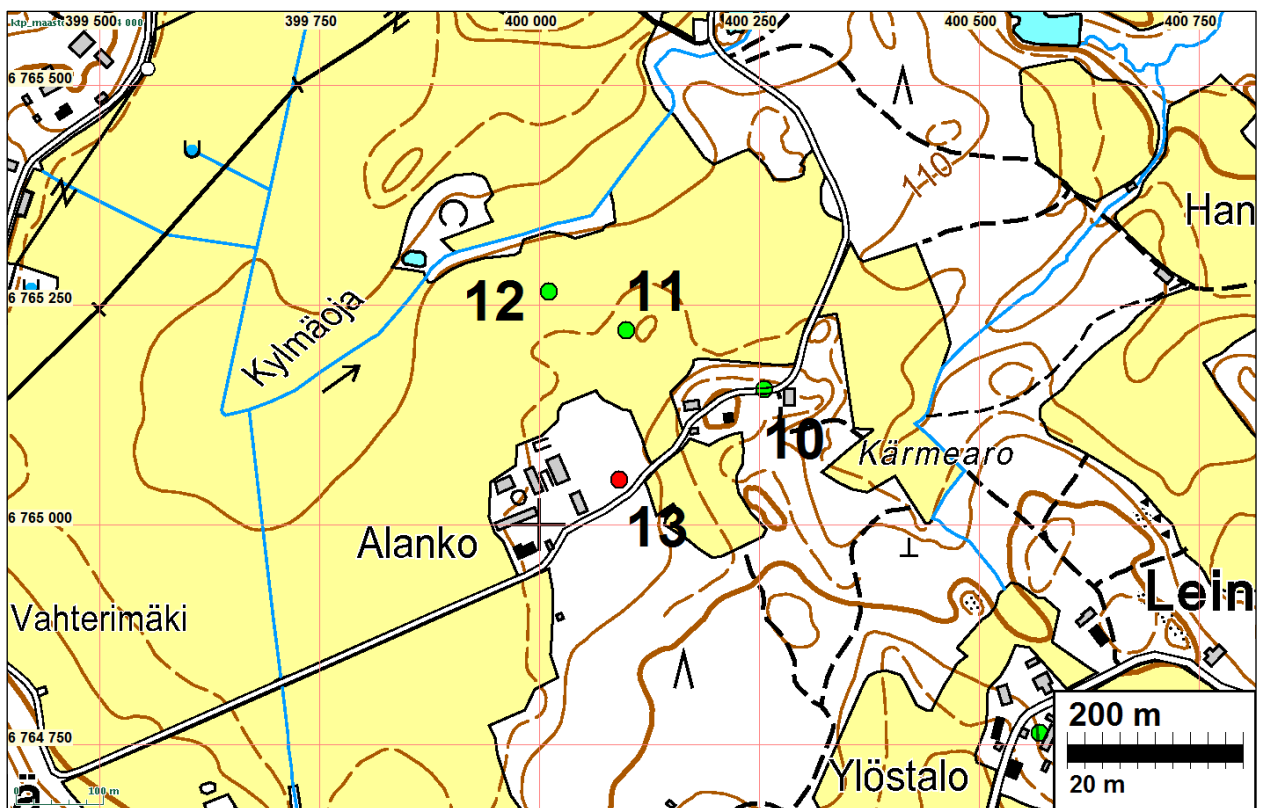 ktp_maasto
399 500
399 750
400 000
400 250
400 500
400 750
6 765 500
110
Han
12
11
6 765 250
Kylmäoja
10
Kärmearo
13
6 765 000
Alanko
Lein
Vahterimäki
200 m
6 764 750
Ylöstalo
20 m
100 m
ä